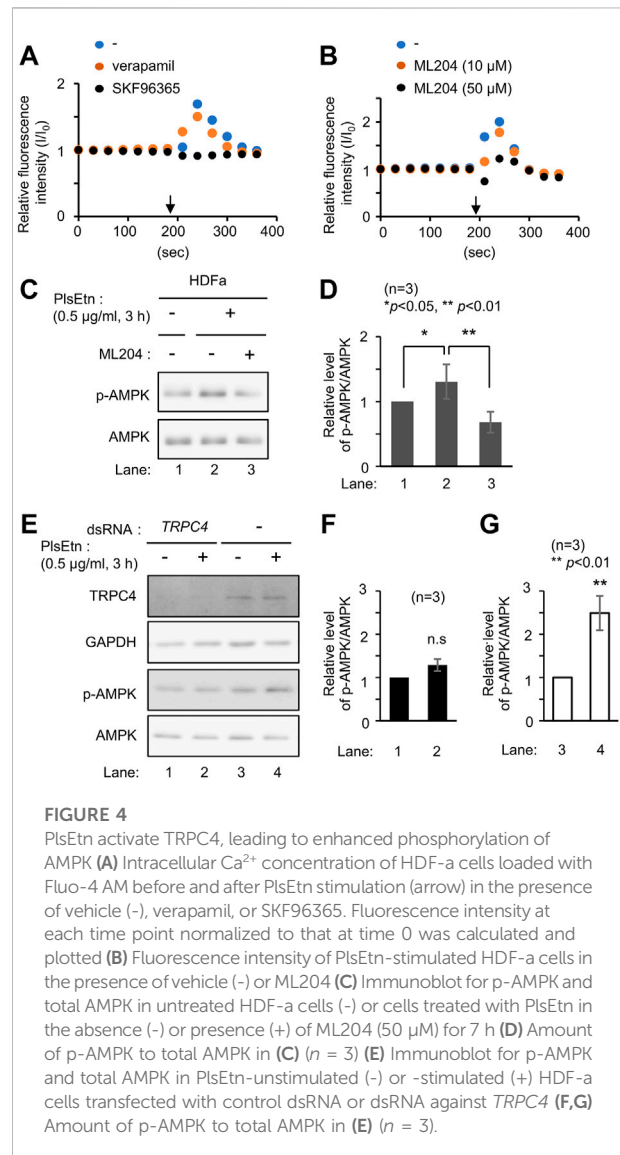 A
-
verapamil
SKF96365
Relative fluorescence
intensity (I/I0)
2
1
0
0 200 400
(sec)
B
-
ML204 (10 µM)
ML204 (50 µM)
Relative fluorescence
intensity (I/I0)
2
1
0
0 200 400
(sec)
C
HDFa
PlsEtn :
(0.5 µg/ml, 3 h)
- +
ML204 : - - +
p-AMPK
AMPK
Lane: 1 2 3
D
(n=3)
*p<0.05, ** p<0.01
* **
Relative level
of p-AMPK/AMPK
2
1
0
Lane: 1 2 3
E
dsRNA : TRPC4 -
PlsEtn :
(0.5 µg/ml, 3 h)
- + - +
TRPC4
GAPDH
p-AMPK
AMPK
Lane: 1 2 3 4
F
(n=3)
n.s
Relative level
of p-AMPK/AMPK
3
2
1
0
Lane: 1 2
G
(n=3)
** p<0.01
**
Relative level
of p-AMPK/AMPK
3
2
1
0
Lane: 3 4
FIGURE 4
PlsEtn activate TRPC4, leading to enhanced phosphorylation of
AMPK (A) Intracellular Ca2+ concentration of HDF-a cells loaded with
Fluo-4 AM before and after PlsEtn stimulation (arrow) in the presence
of vehicle (-), verapamil, or SKF96365. Fluorescence intensity at
each time point normalized to that at time 0 was calculated and
plotted (B) Fluorescence intensity of PlsEtn-stimulated HDF-a cells in
the presence of vehicle (-) or ML204 (C) Immunoblot for p-AMPK and
total AMPK in untreated HDF-a cells (-) or cells treated with PlsEtn in
the absence (-) or presence (+) of ML204 (50 µM) for 7 h (D) Amount
of p-AMPK to total AMPK in (C) (n = 3) (E) Immunoblot for p-AMPK
and total AMPK in PlsEtn-unstimulated (-) or -stimulated (+) HDF-a
cells transfected with control dsRNA or dsRNA against TRPC4 (F,G)
Amount of p-AMPK to total AMPK in (E) (n = 3).